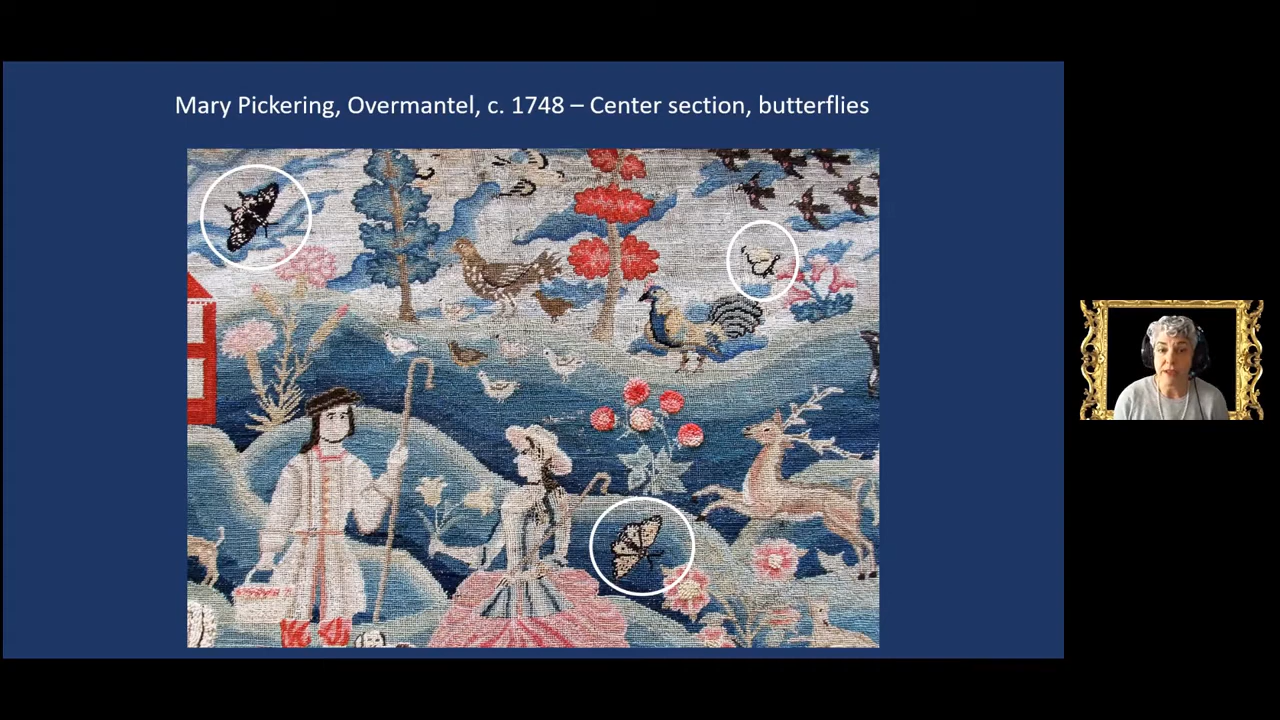 Mary Pickering, Overmantel, c. 1748 – Center section, butterflies